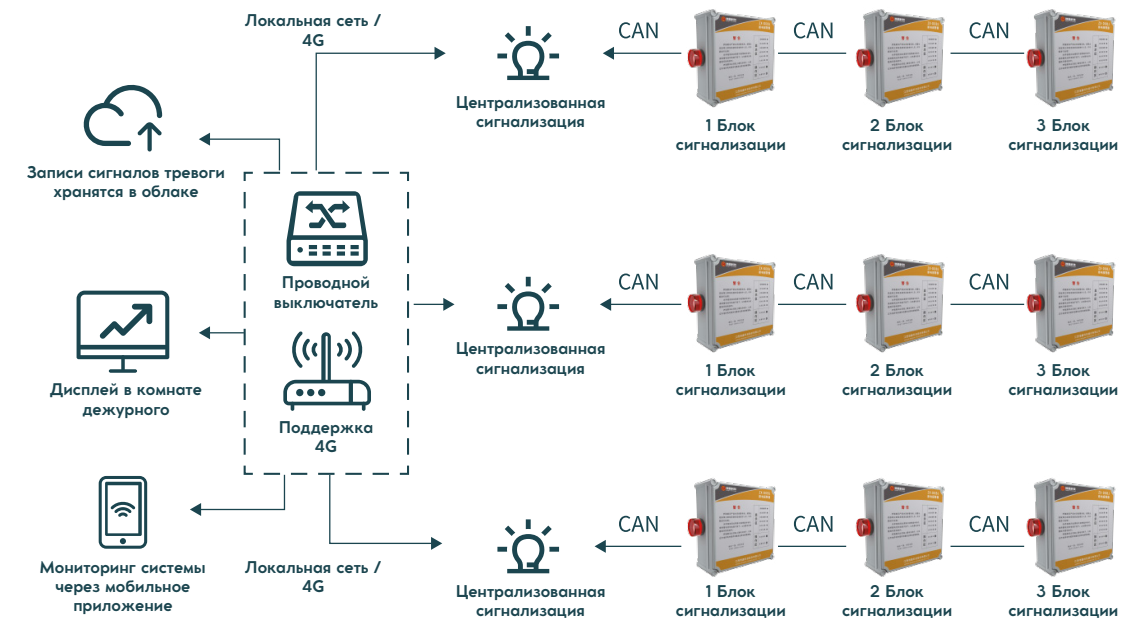 Локальная сеть /
4G
CAN
CAN
CAN
Централизованная
сигнализация
1 Блок
сигнализации
2 Блок
сигнализации
3 Блок
сигнализации
Записи сигналов тревоги
хранятся в облаке
Проводной
выключатель
CAN
CAN
CAN
Централизованная
сигнализация
1 Блок
сигнализации
2 Блок
сигнализации
3 Блок
сигнализации
Дисплей в комнате
дежурного
Поддержка
4G
CAN
CAN
CAN
Мониторинг системы
через мобильное
приложение
Локальная сеть /
4G
Централизованная
сигнализация
1 Блок
сигнализации
2 Блок
сигнализации
3 Блок
сигнализации